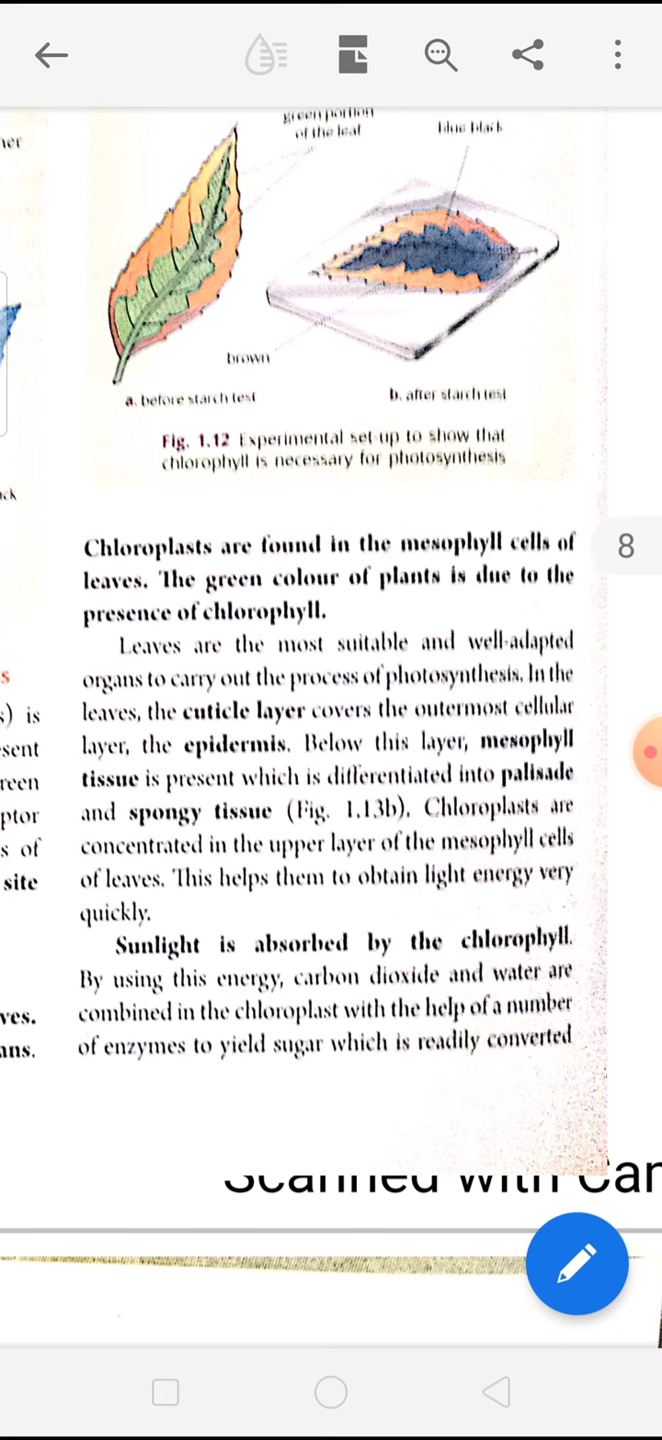 green portion
of the leaf
blue black
brown
a. before starch test
b. after starch test
Fig. 1.12 Experimental set-up to show that
chlorophyll is necessary for photosynthesis
8
Chloroplasts are found in the mesophyll cells of
leaves. The green colour of plants is due to the
presence of chlorophyll.
Leaves are the most suitable and well-adapted
organs to carry out the process of photosynthesis. In the
leaves, the cuticle layer covers the outermost cellular
layer, the epidermis. Below this layer, mesophyll
tissue is present which is differentiated into palisade
and spongy tissue (Fig. 1.13b). Chloroplasts are
concentrated in the upper layer of the mesophyll cells
of leaves. This helps them to obtain light energy very
quickly.
Sunlight is absorbed by the chlorophyll.
By using this energy, carbon dioxide and water are
combined in the chloroplast with the help of a number
of enzymes to yield sugar which is readily converted
s) is
s of
site
Scanned with